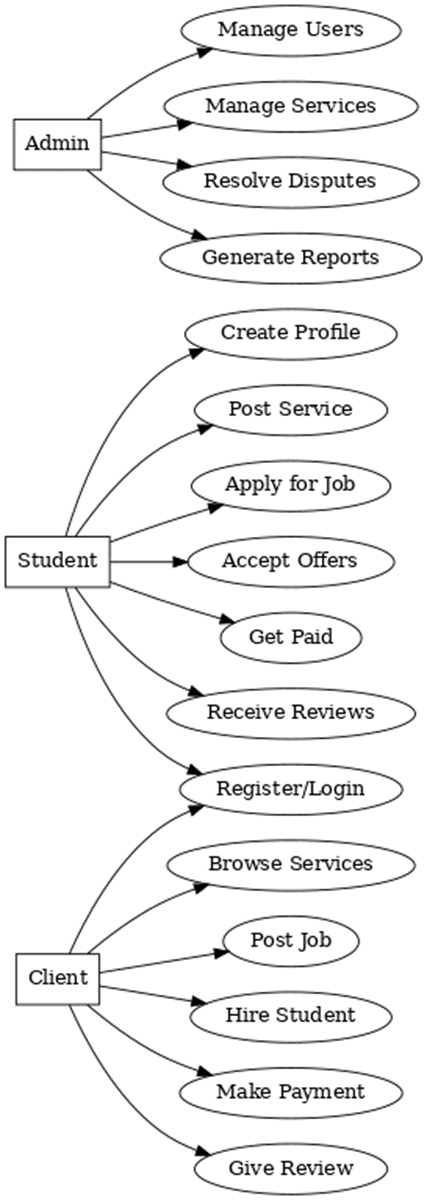 Manage Users
Manage Services
Admin
Resolve Disputes
Generate Reports
Create Profile
Post Service
Apply for Job
Student
Accept Offers
Get Paid
Receive Reviews
Register/Login
Browse Services
Post Job
Client
Hire Student
Make Payment
Give Review